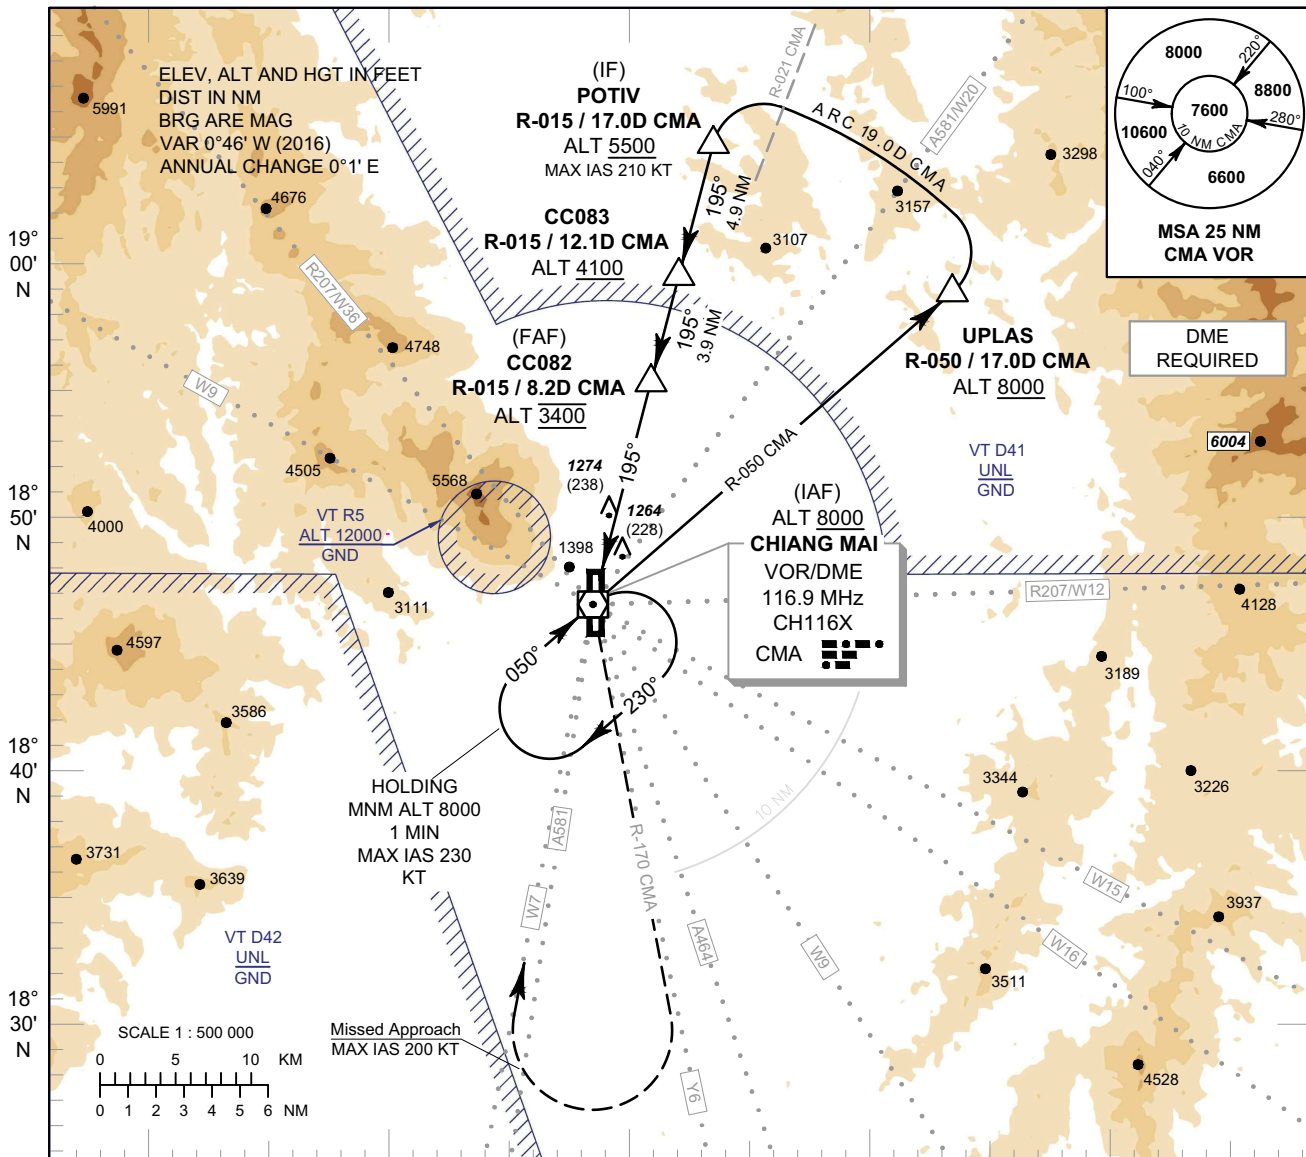 ELEV, ALT AND HGT IN FEET
DIST IN NM
BRG ARE MAG
VAR 0°46' W (2016)
ANNUAL CHANGE 0°1' E
5991
4676
(IF)
POTIV
R-015 / 17.0D CMA
ALT 5500
MAX IAS 210 KT
R-021 CMA
ARC 19.0D CMA
A581/W20
3298
3157
3107
8000
220°
8800
100°
7600
280°
10600
10 NM CMA
040°
6600
MSA 25 NM
CMA VOR
195°
4.9 NM
CC083
R-015 / 12.1D CMA
ALT 4100
19°
00'
N
R207/W36
195°
3.9 NM
UPLAS
R-050 / 17.0D CMA
ALT 8000
DME
REQUIRED
4748
(FAF)
CC082
R-015 / 8.2D CMA
ALT 3400
W9
6004
VT D41
UNL
GND
R-050 CMA
195°
4505
5568
1274
(238)
1264
(228)
18°
50'
N
4000
VT R5
ALT 12000
GND
1398
(IAF)
ALT 8000
CHIANG MAI
VOR/DME
116.9 MHz
CH116X
CMA
3111
R207/W12
4128
4597
3189
050°
230°
3586
18°
40'
N
HOLDING
MNM ALT 8000
1 MIN
MAX IAS 230
KT
3344
3226
10 NM
A581
R-170 CMA
3731
3639
W7
A464
W9
W15
W16
3937
VT D42
UNL
GND
3511
18°
30'
N
SCALE 1 : 500 000
0 5 10 KM
0 1 2 3 4 5 6 NM
Missed Approach
MAX IAS 200 KT
Y6
4528